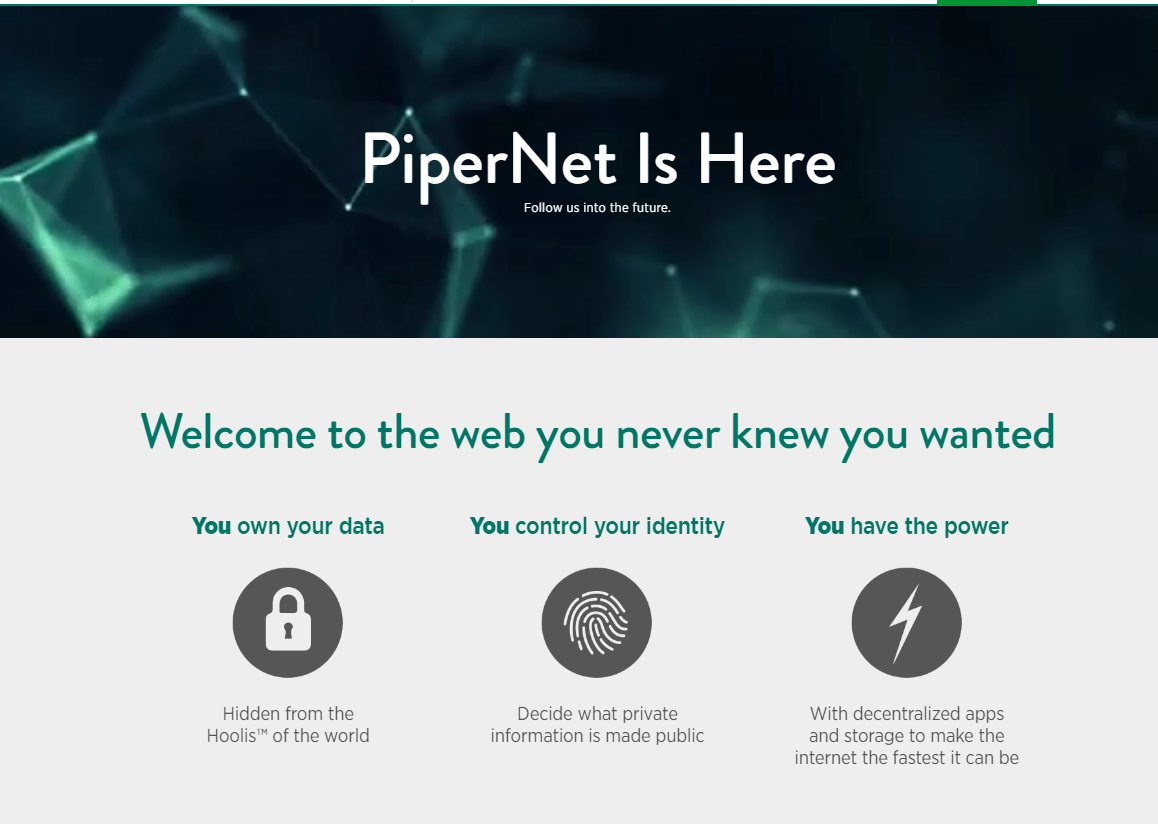 PiperNet Is Here
Follow us into the future.
Welcome to the web you never knew you wanted
You own your data
You control your identity
You have the power
Hidden from the
Hoolis™ of the world
Decide what private
information is made public
With decentralized apps
and storage to make the
internet the fastest it can be